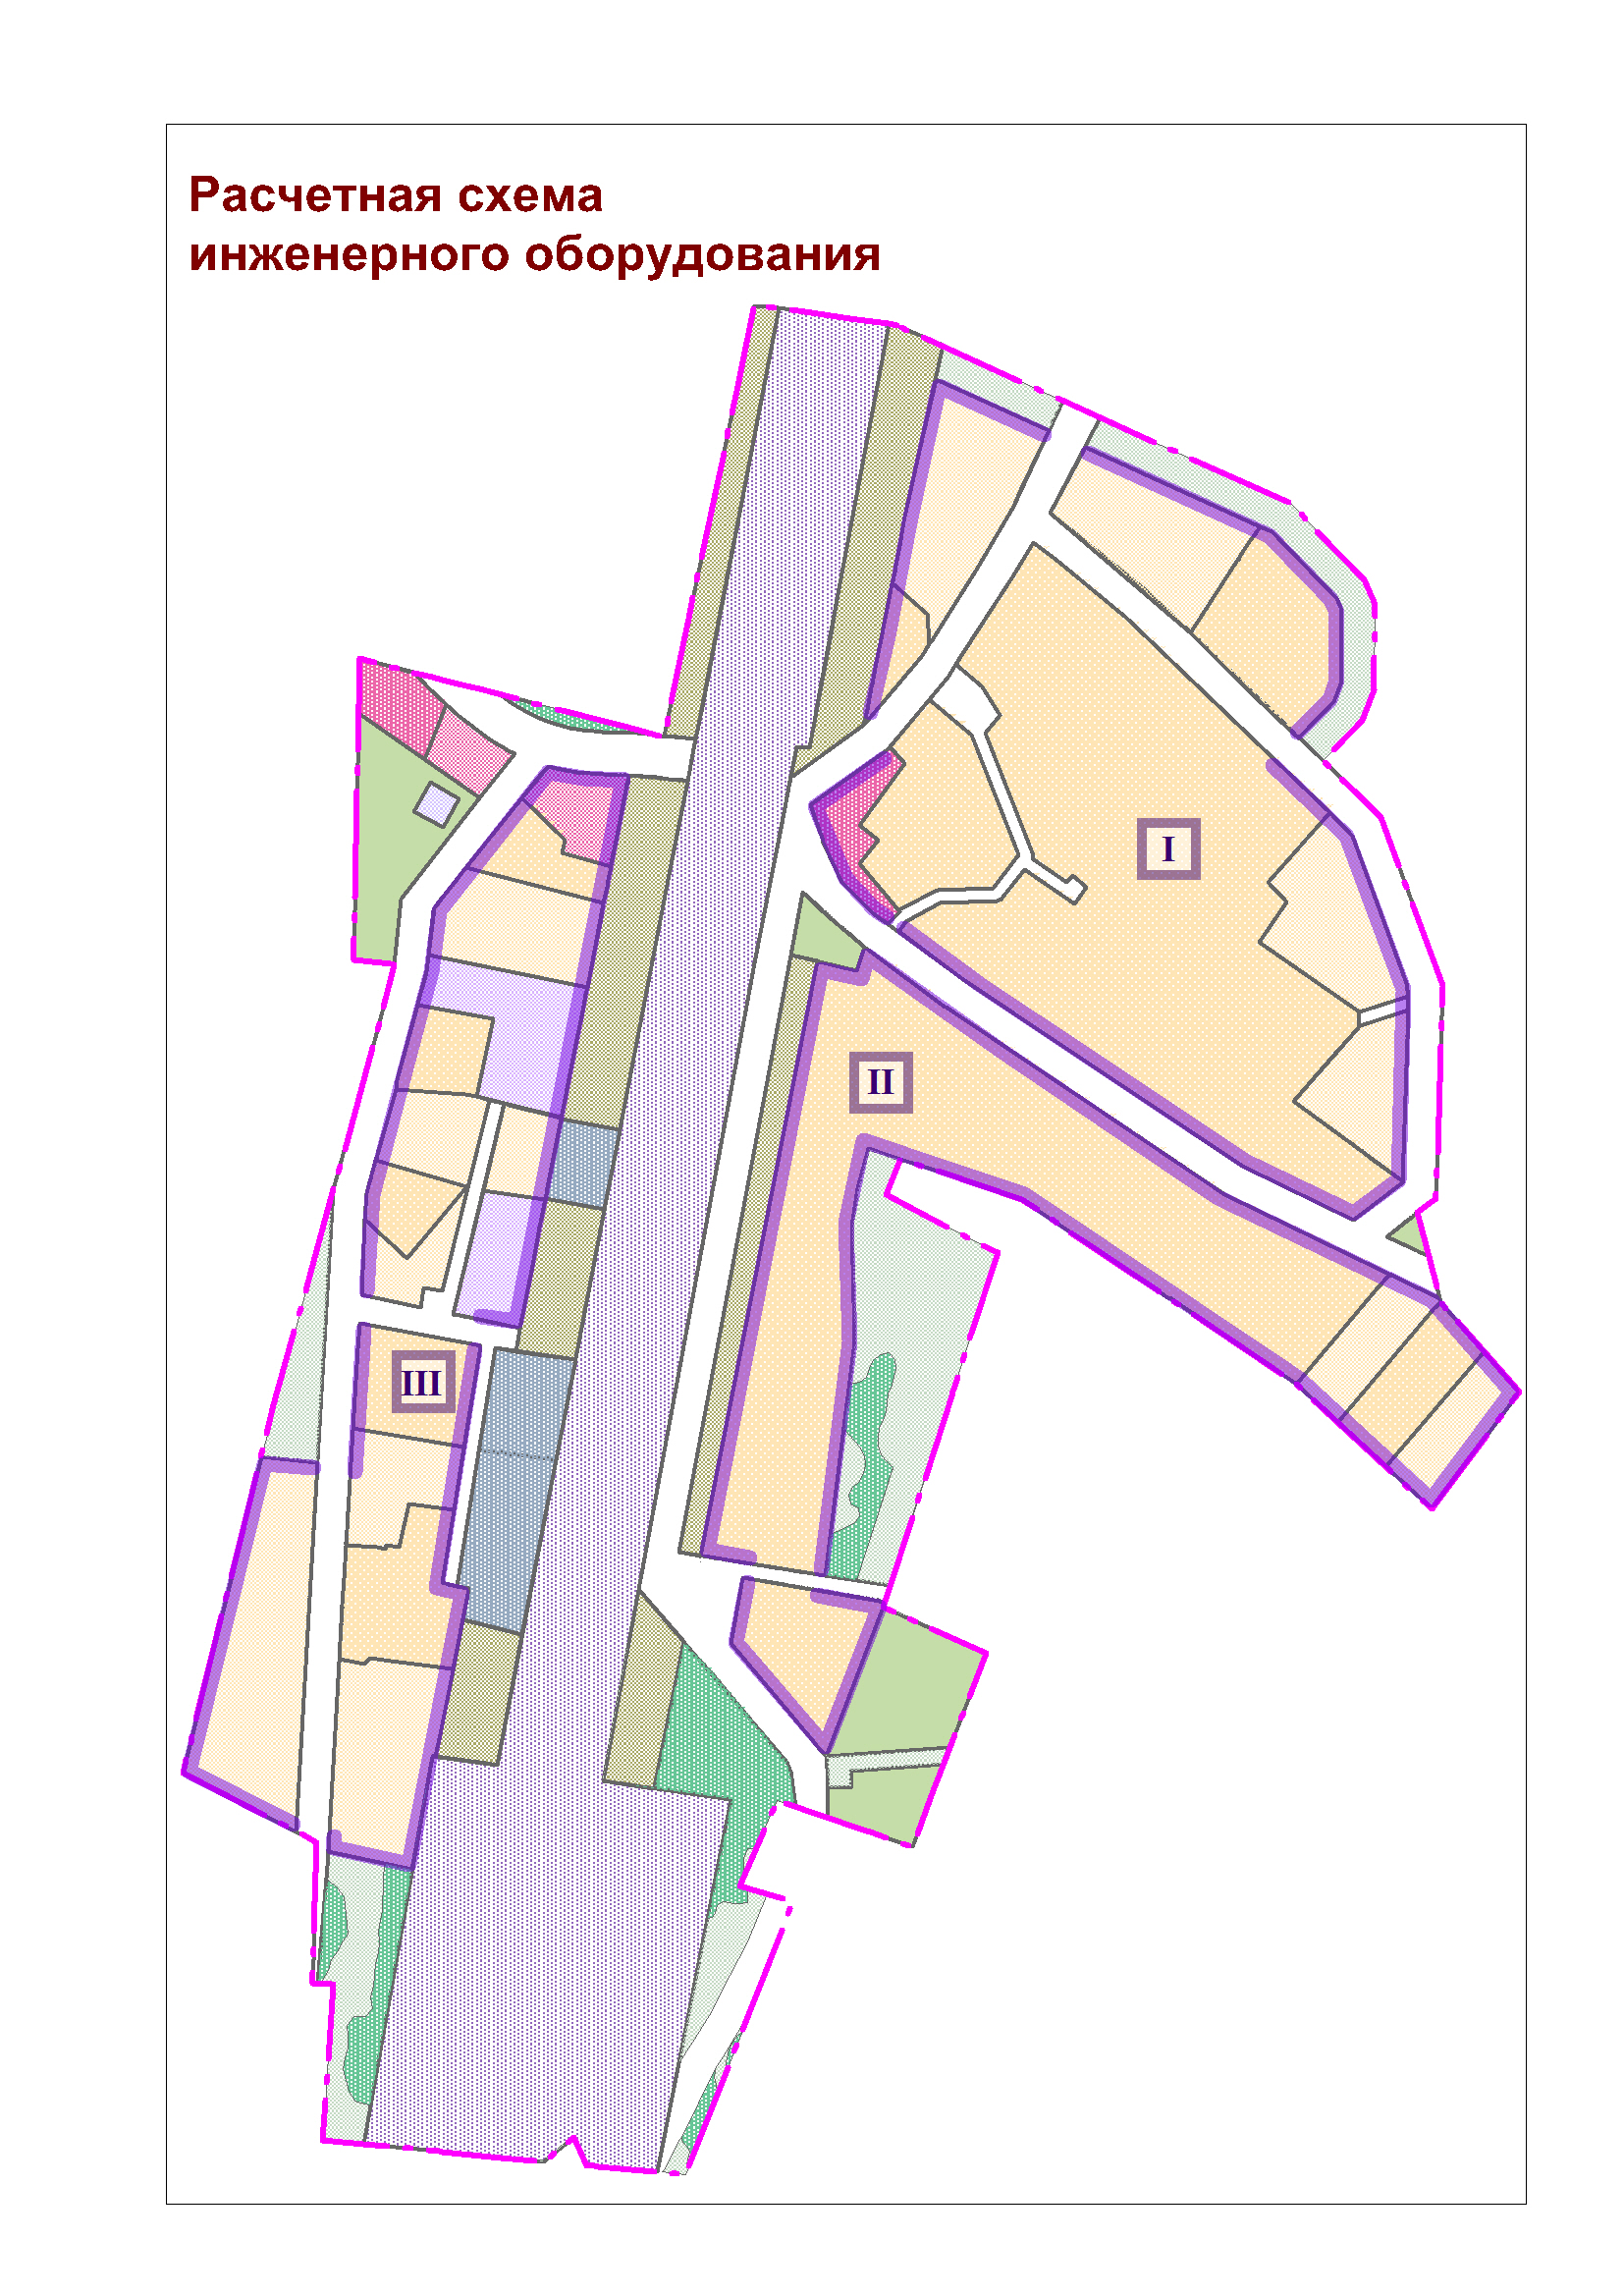 Расчетная схема
инженерного оборудования
I
II
III